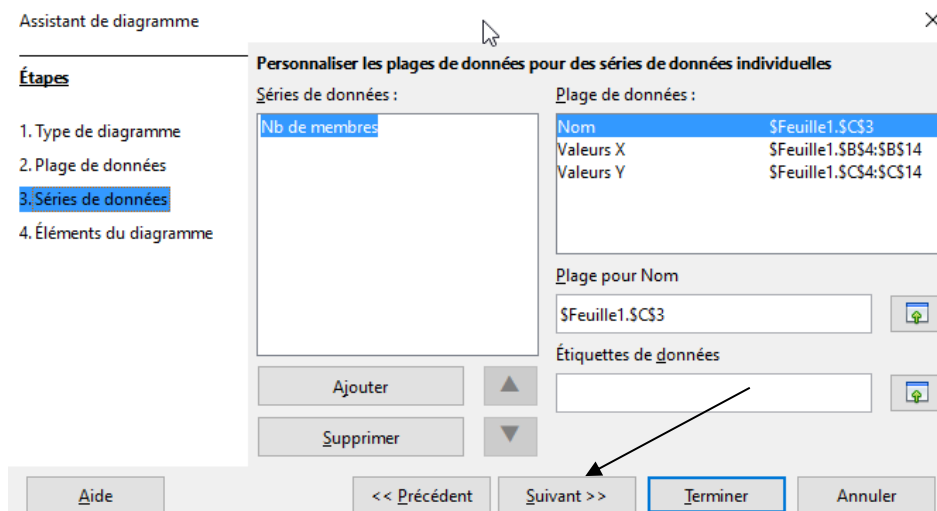 Assistant de diagramme
Étapes
1. Type de diagramme
2. Plage de données
3. Séries de données
4. Éléments du diagramme
Personnaliser les plages de données pour des séries de données individuelles
Séries de données :
Nb de membres
Plage de données :
Nom $Feuille1.$C$3
Valeurs X $Feuille1.$B$4:$B$14
Valeurs Y $Feuille1.$C$4:$C$14
Plage pour Nom
$Feuille1.$C$3
Étiquettes de données
Ajouter
Supprimer
Aide
<< Précédent
Suivant >>
Terminer
Annuler